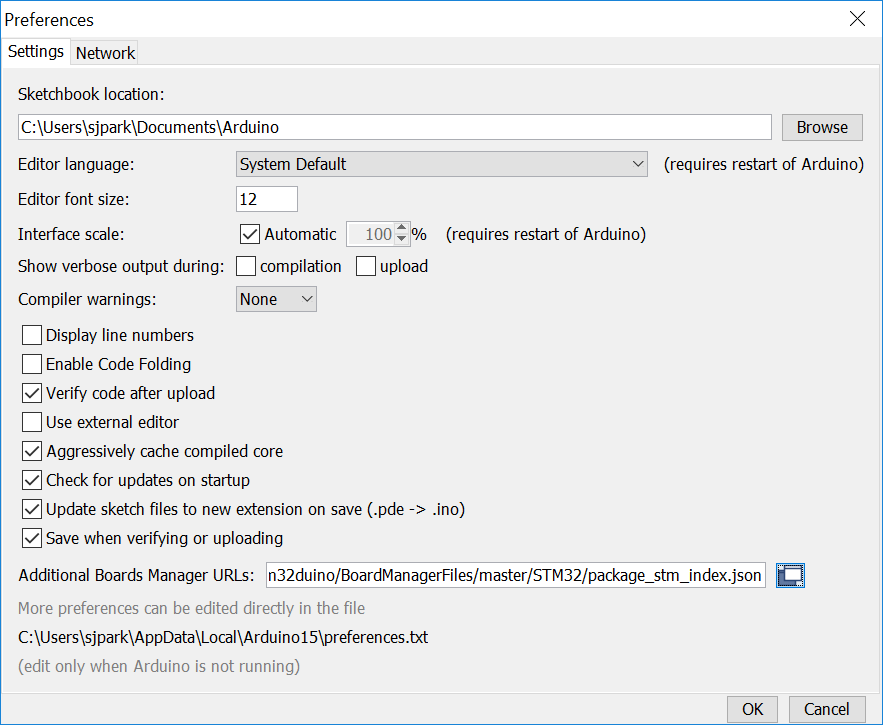 Preferences
Settings Network
Sketchbook location:
C:\Users\sjpark\Documents\Arduino Browse
Editor language: System Default (requires restart of Arduino)
Editor font size: 12
Interface scale: Automatic 100 % (requires restart of Arduino)
Show verbose output during: compilation upload
Compiler warnings: None
Display line numbers
Enable Code Folding
Verify code after upload
Use external editor
Aggressively cache compiled core
Check for updates on startup
Update sketch files to new extension on save (.pde -> .ino)
Save when verifying or uploading
Additional Boards Manager URLs: n32duino/BoardManagerFiles/master/STM32/package_stm_index.json
More preferences can be edited directly in the file
C:\Users\sjpark\AppData\Local\Arduino15\preferences.txt
(edit only when Arduino is not running)
OK Cancel